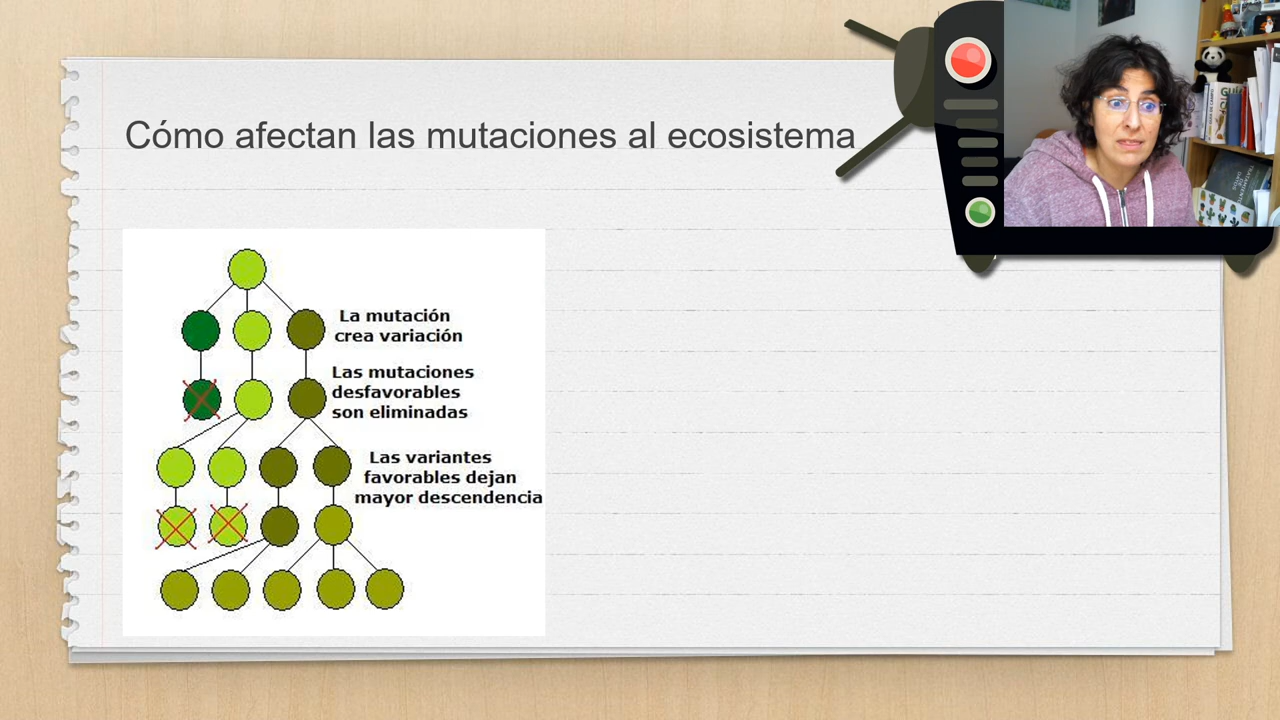 Cómo afectan las mutaciones al ecosistema
La mutación
crea variación
Las mutaciones
desfavorables
son eliminadas
Las variantes
favorables dejan
mayor descendencia